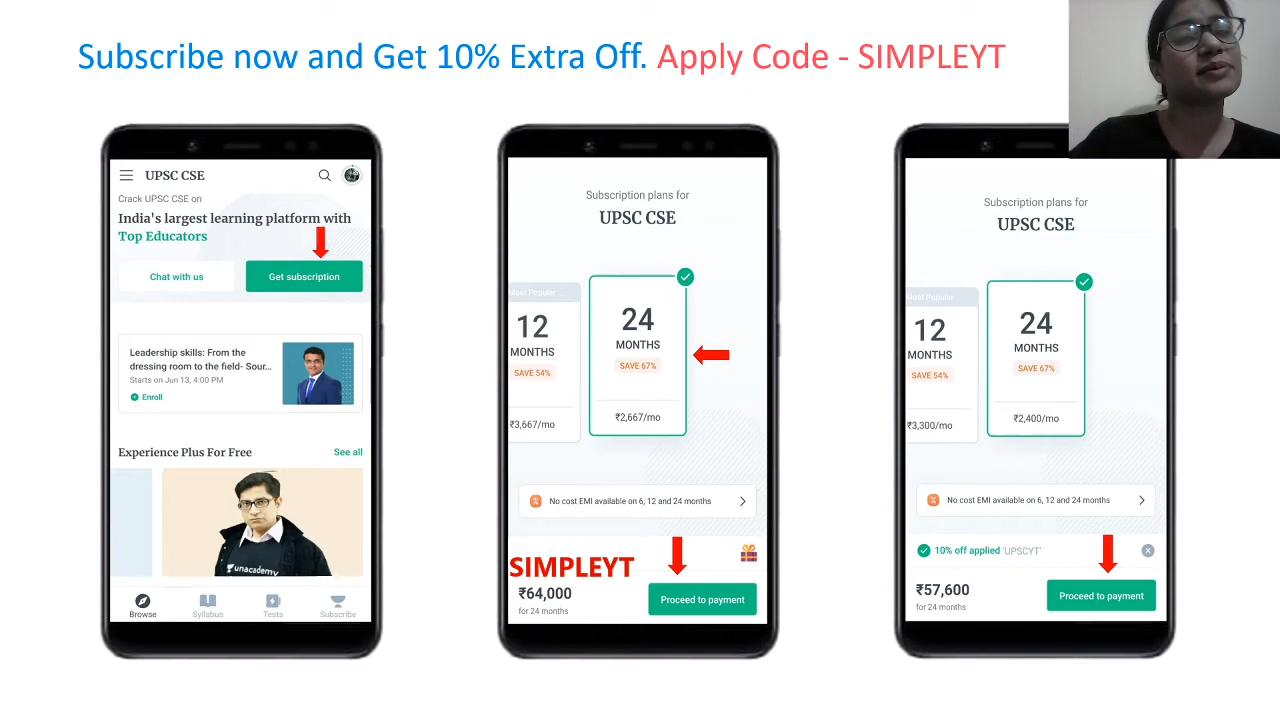 Subscribe now and Get 10% Extra Off. Apply Code - SIMPLEYT
UPSC CSE
Crack UPSC CSE on
India's largest learning platform with
Top Educators
Chat with us
Get subscription
Leadership skills: From the
dressing room to the field- Sour...
Starts on Jun 13, 4:00 PM
Enroll
Experience Plus For Free
See all
unacademy
Browse
Syllabus
Tests
Subscribe
Subscription plans for
UPSC CSE
Most Popular
12
MONTHS
SAVE 54%
₹3,667/mo
24
MONTHS
SAVE 67%
₹2,667/mo
No cost EMI available on 6, 12 and 24 months
SIMPLEYT
₹64,000
for 24 months
Proceed to payment
Subscription plans for
UPSC CSE
Most Popular
12
MONTHS
SAVE 54%
₹3,300/mo
24
MONTHS
SAVE 67%
₹2,400/mo
No cost EMI available on 6, 12 and 24 months
10% off applied 'UPSCYT'
₹57,600
for 24 months
Proceed to payment